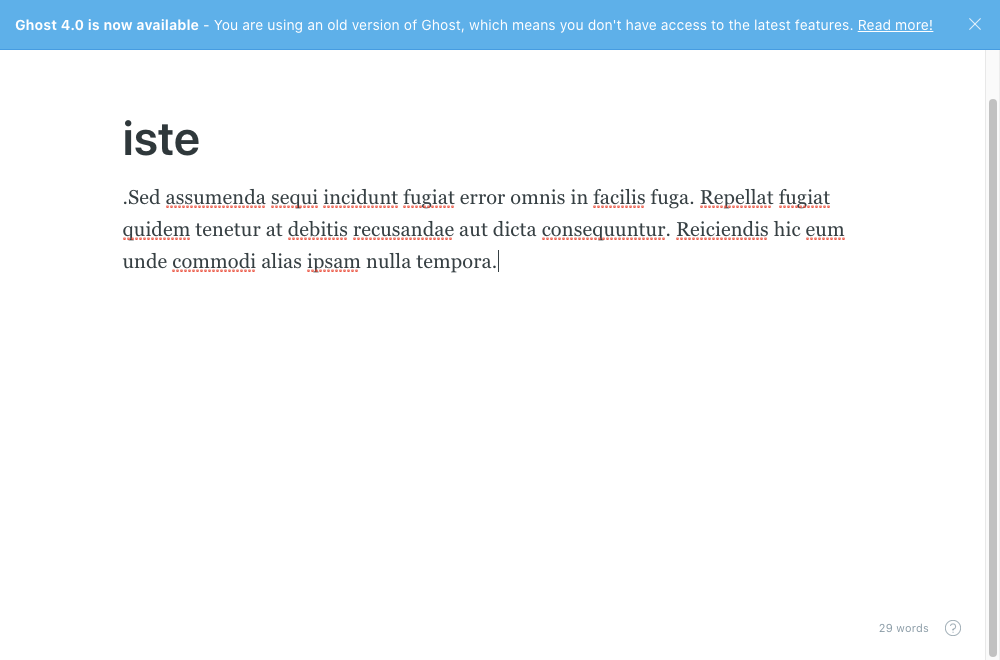 Ghost 4.0 is now available - You are using an old version of Ghost, which means you don't have access to the latest features. Read more!
iste
.Sed assumenda sequi incidunt fugiat error omnis in facilis fuga. Repellat fugiat
quidem tenetur at debitis recusandae aut dicta consequuntur. Reiciendis hic eum
unde commodi alias ipsam nulla tempora.
29 words
?